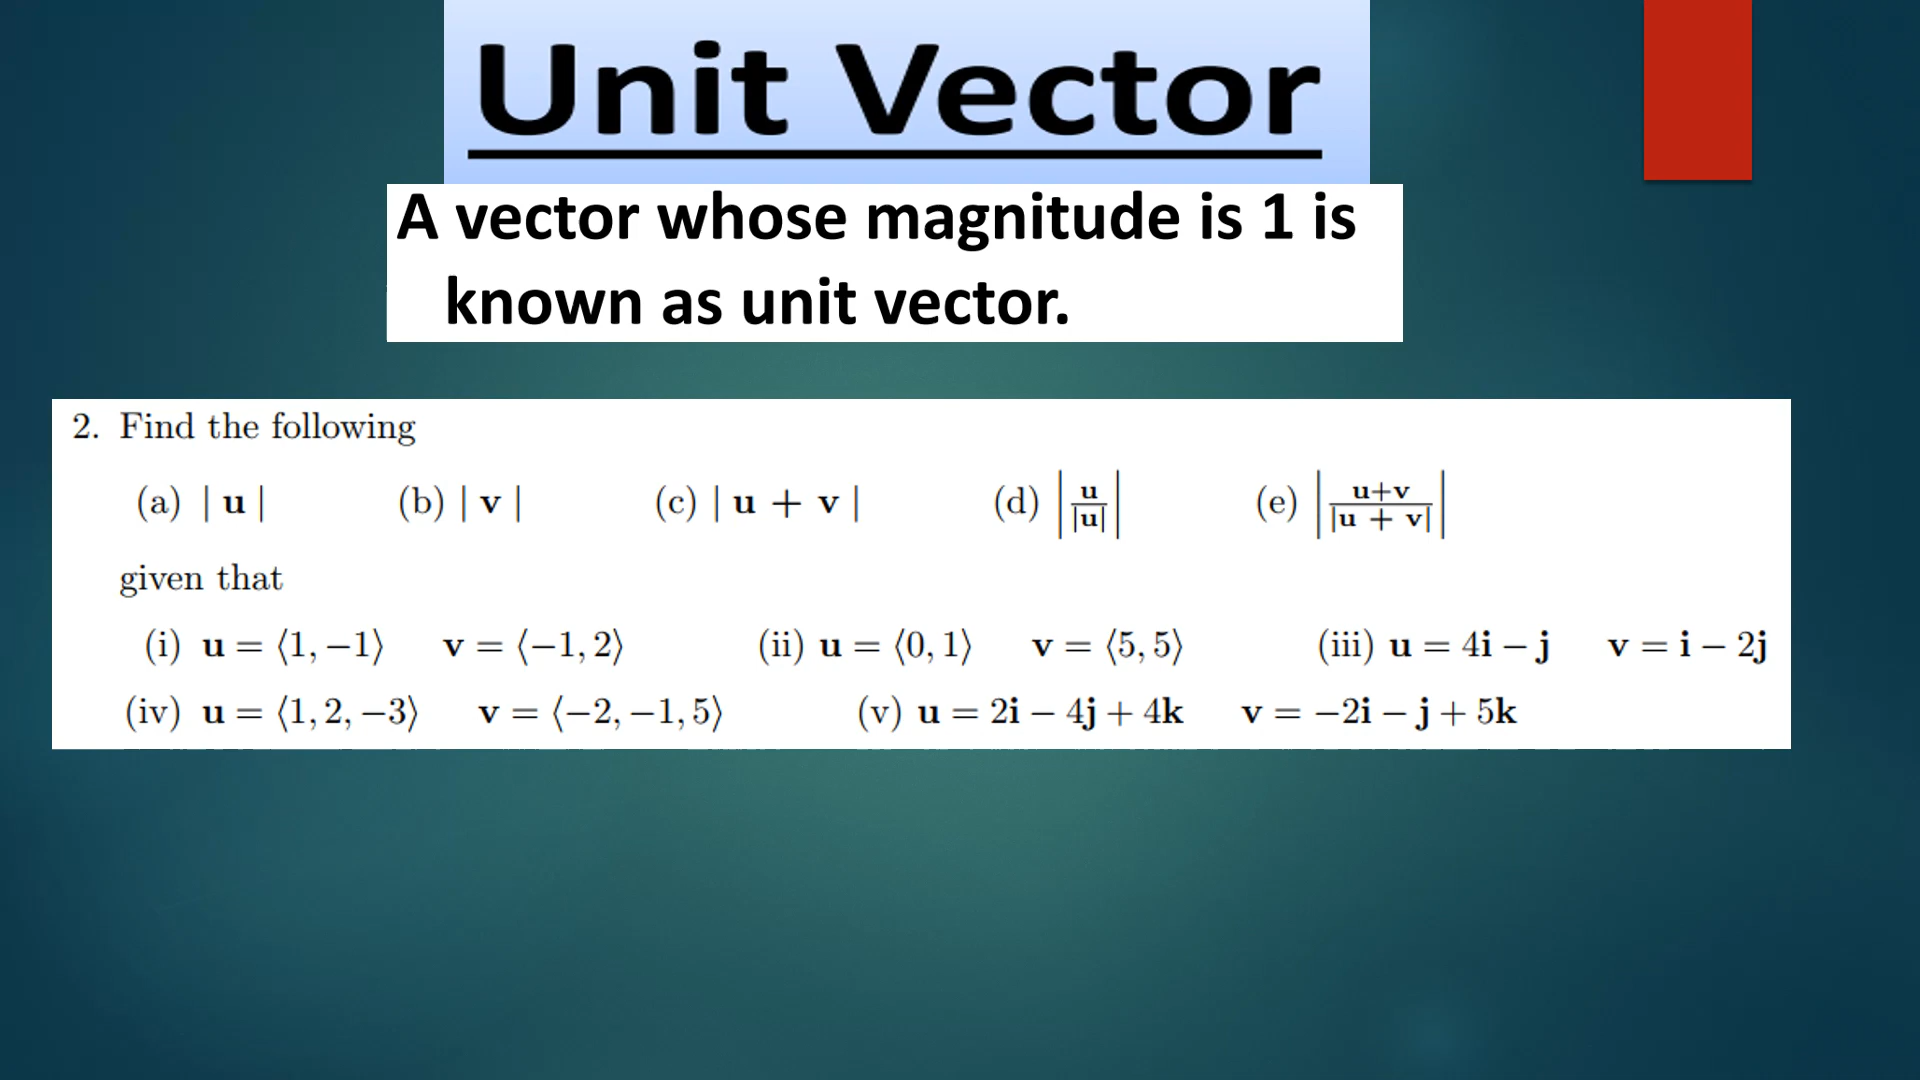 Unit Vector
A vector whose magnitude is 1 is
known as unit vector.
2. Find the following
(a) | u | (b) | v | (c) | u + v | (d) |u/|u|| (e) |u+v/|u + v||
given that
(i) u = ⟨1, −1⟩ v = ⟨−1, 2⟩ (ii) u = ⟨0, 1⟩ v = ⟨5, 5⟩ (iii) u = 4i − j v = i − 2j
(iv) u = ⟨1, 2, −3⟩ v = ⟨−2, −1, 5⟩ (v) u = 2i − 4j + 4k v = −2i − j + 5k